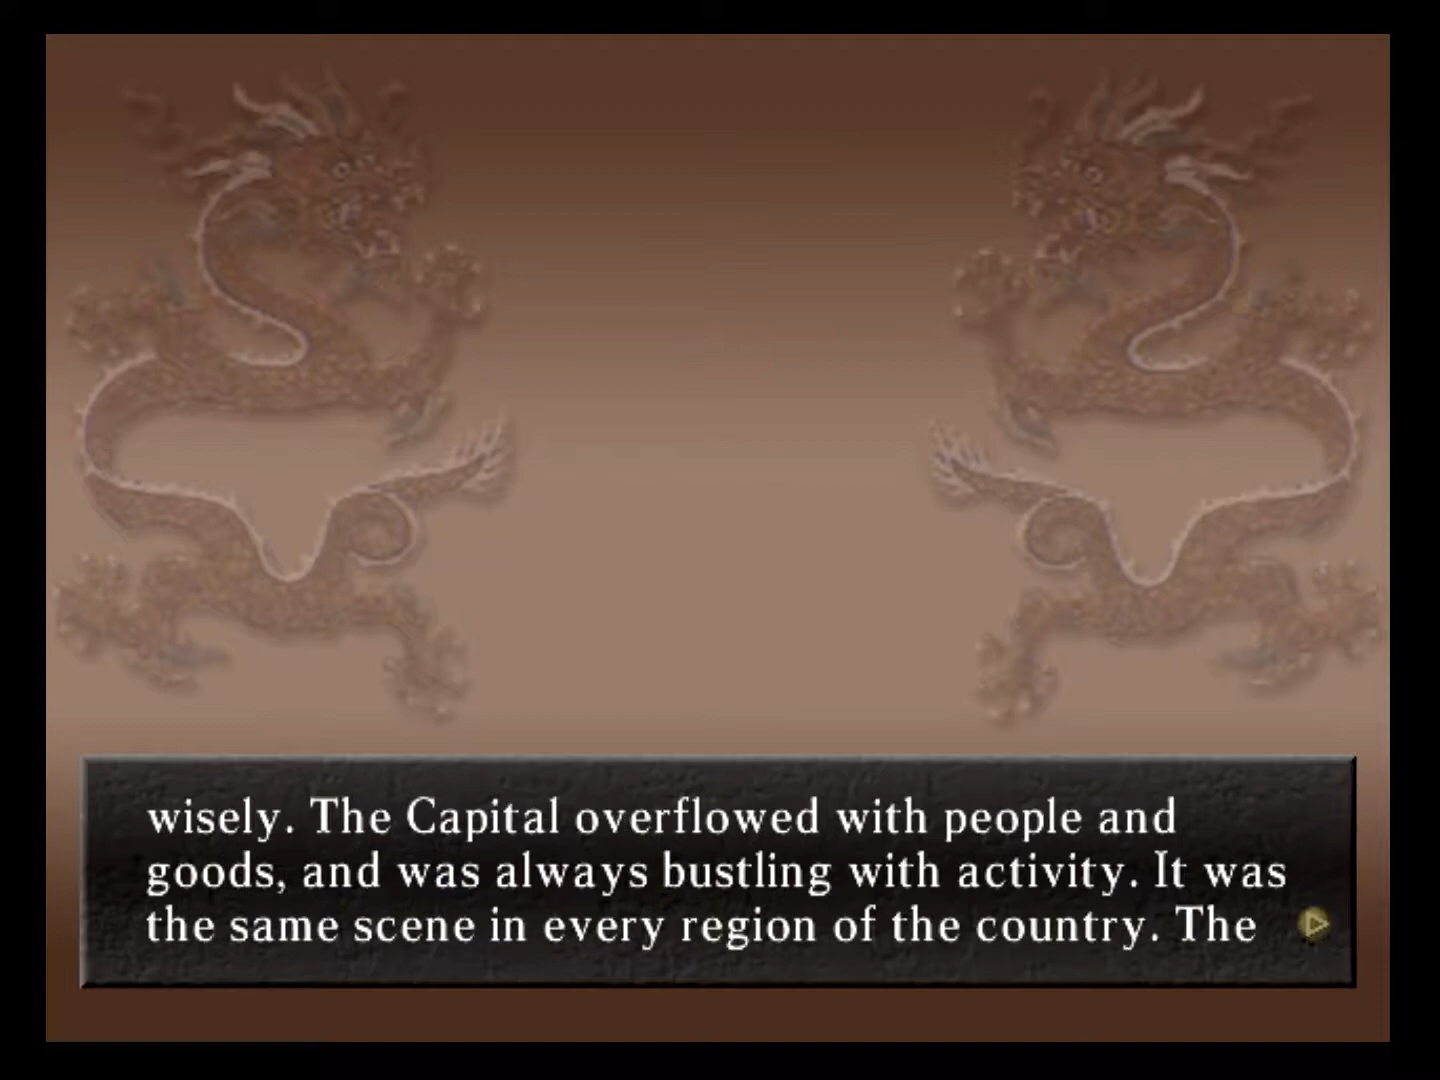 wisely. The Capital overflowed with people and
goods, and was always bustling with activity. It was
the same scene in every region of the country. The